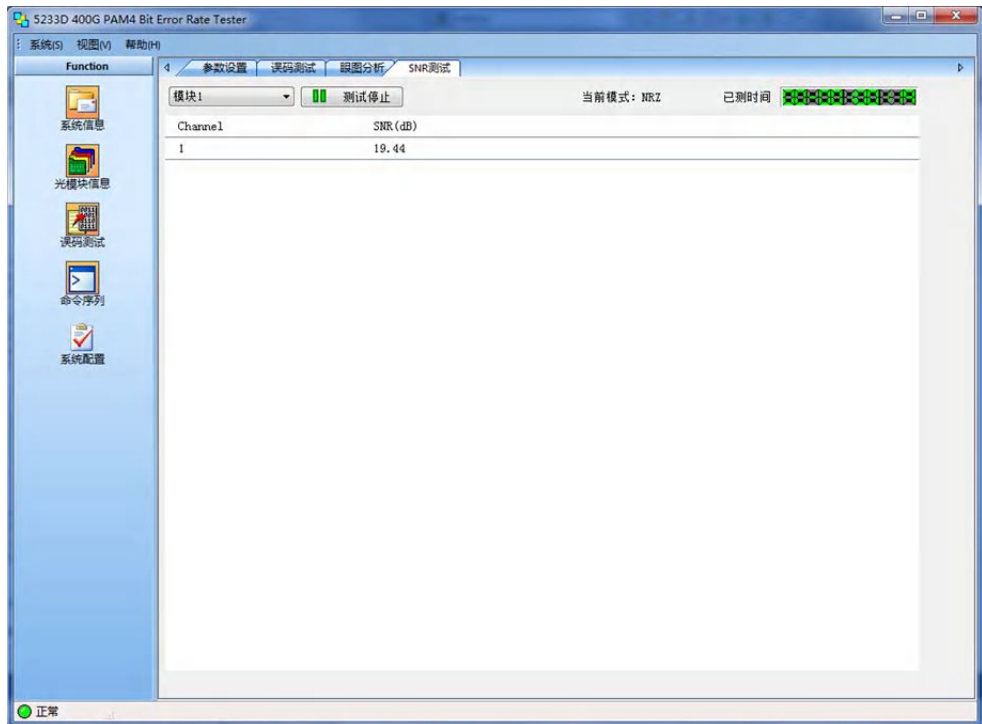 5233D 400G PAM4 Bit Error Rate Tester
系统(S) 视图(V) 帮助(H)
Function
参数设置 误码测试 眼图分析 SNR测试
模块1 测试停止 当前模式: NRZ 已测时间
系统信息
Channel SNR(dB)
1 19.44
光模块信息
误码测试
命令序列
系统配置
正常